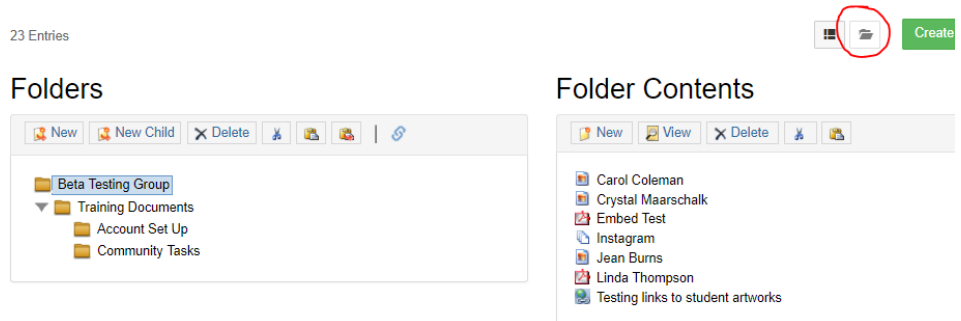 23 Entries
Create
Folders
Folder Contents
New New Child Delete
New View Delete
Beta Testing Group
Training Documents
Account Set Up
Community Tasks
Carol Coleman
Crystal Maarschalk
Embed Test
Instagram
Jean Burns
Linda Thompson
Testing links to student artworks